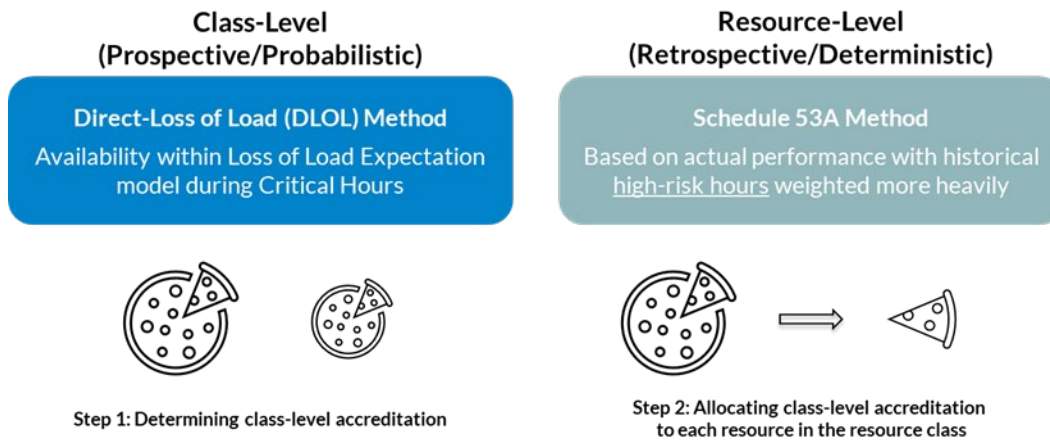 Class-Level
(Prospective/Probabilistic)
Direct-Loss of Load (DLOL) Method
Availability within Loss of Load Expectation
model during Critical Hours
Step 1: Determining class-level accreditation
Resource-Level
(Retrospective/Deterministic)
Schedule 53A Method
Based on actual performance with historical
high-risk hours weighted more heavily
Step 2: Allocating class-level accreditation
to each resource in the resource class